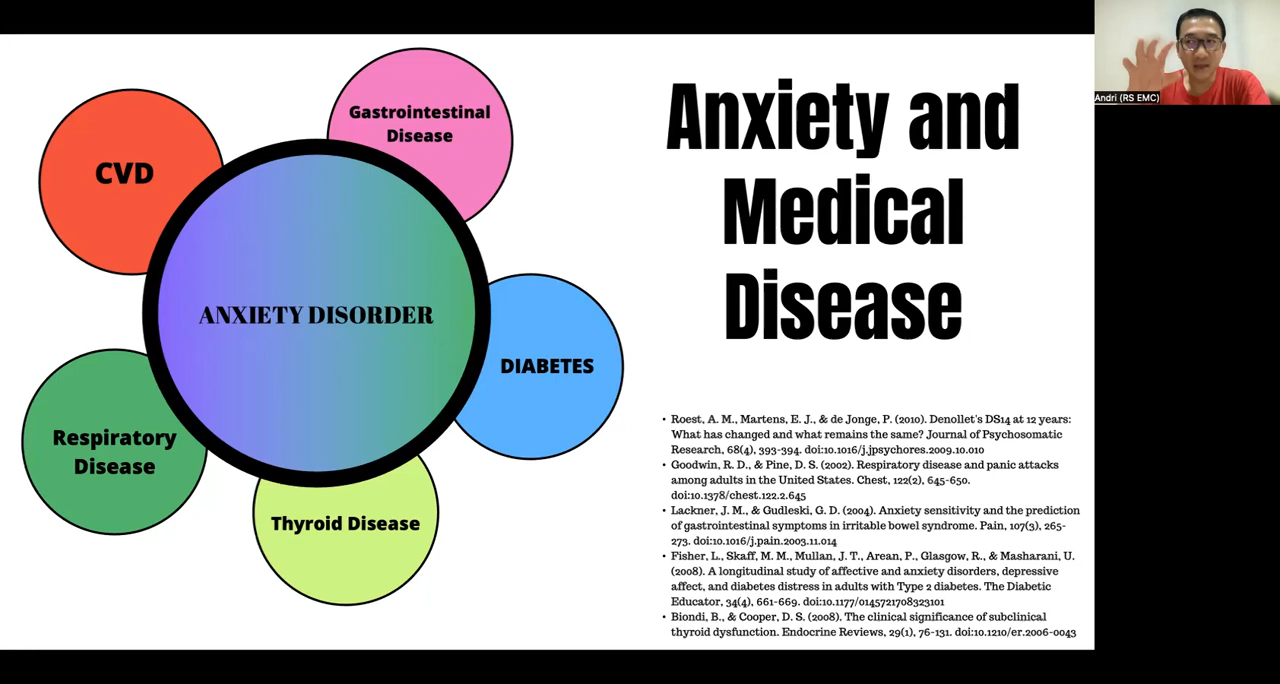 Anxiety and
Medical
Disease
Gastrointestinal
Disease
CVD
ANXIETY DISORDER
DIABETES
Respiratory
Disease
Thyroid Disease
• Roest, A. M., Martens, E. J., & de Jonge, P. (2010). Denollet's DS14 at 12 years:
What has changed and what remains the same? Journal of Psychosomatic
Research, 68(4), 393-394. doi:10.1016/j.jpsychores.2009.10.010
• Goodwin, R. D., & Pine, D. S. (2002). Respiratory disease and panic attacks
among adults in the United States. Chest, 122(2), 645-650.
doi:10.1378/chest.122.2.645
• Lackner, J. M., & Gudleski, G. D. (2004). Anxiety sensitivity and the prediction
of gastrointestinal symptoms in irritable bowel syndrome. Pain, 107(3), 265-
273. doi:10.1016/j.pain.2003.11.014
• Fisher, L., Skaff, M. M., Mullan, J. T., Arean, P., Glasgow, R., & Masharani, U.
(2008). A longitudinal study of affective and anxiety disorders, depressive
affect, and diabetes distress in adults with Type 2 diabetes. The Diabetic
Educator, 34(4), 661-669. doi:10.1177/0145721708323101
• Biondi, B., & Cooper, D. S. (2008). The clinical significance of subclinical
thyroid dysfunction. Endocrine Reviews, 29(1), 76-131. doi:10.1210/er.2006-0043
Andri (RS EMC)